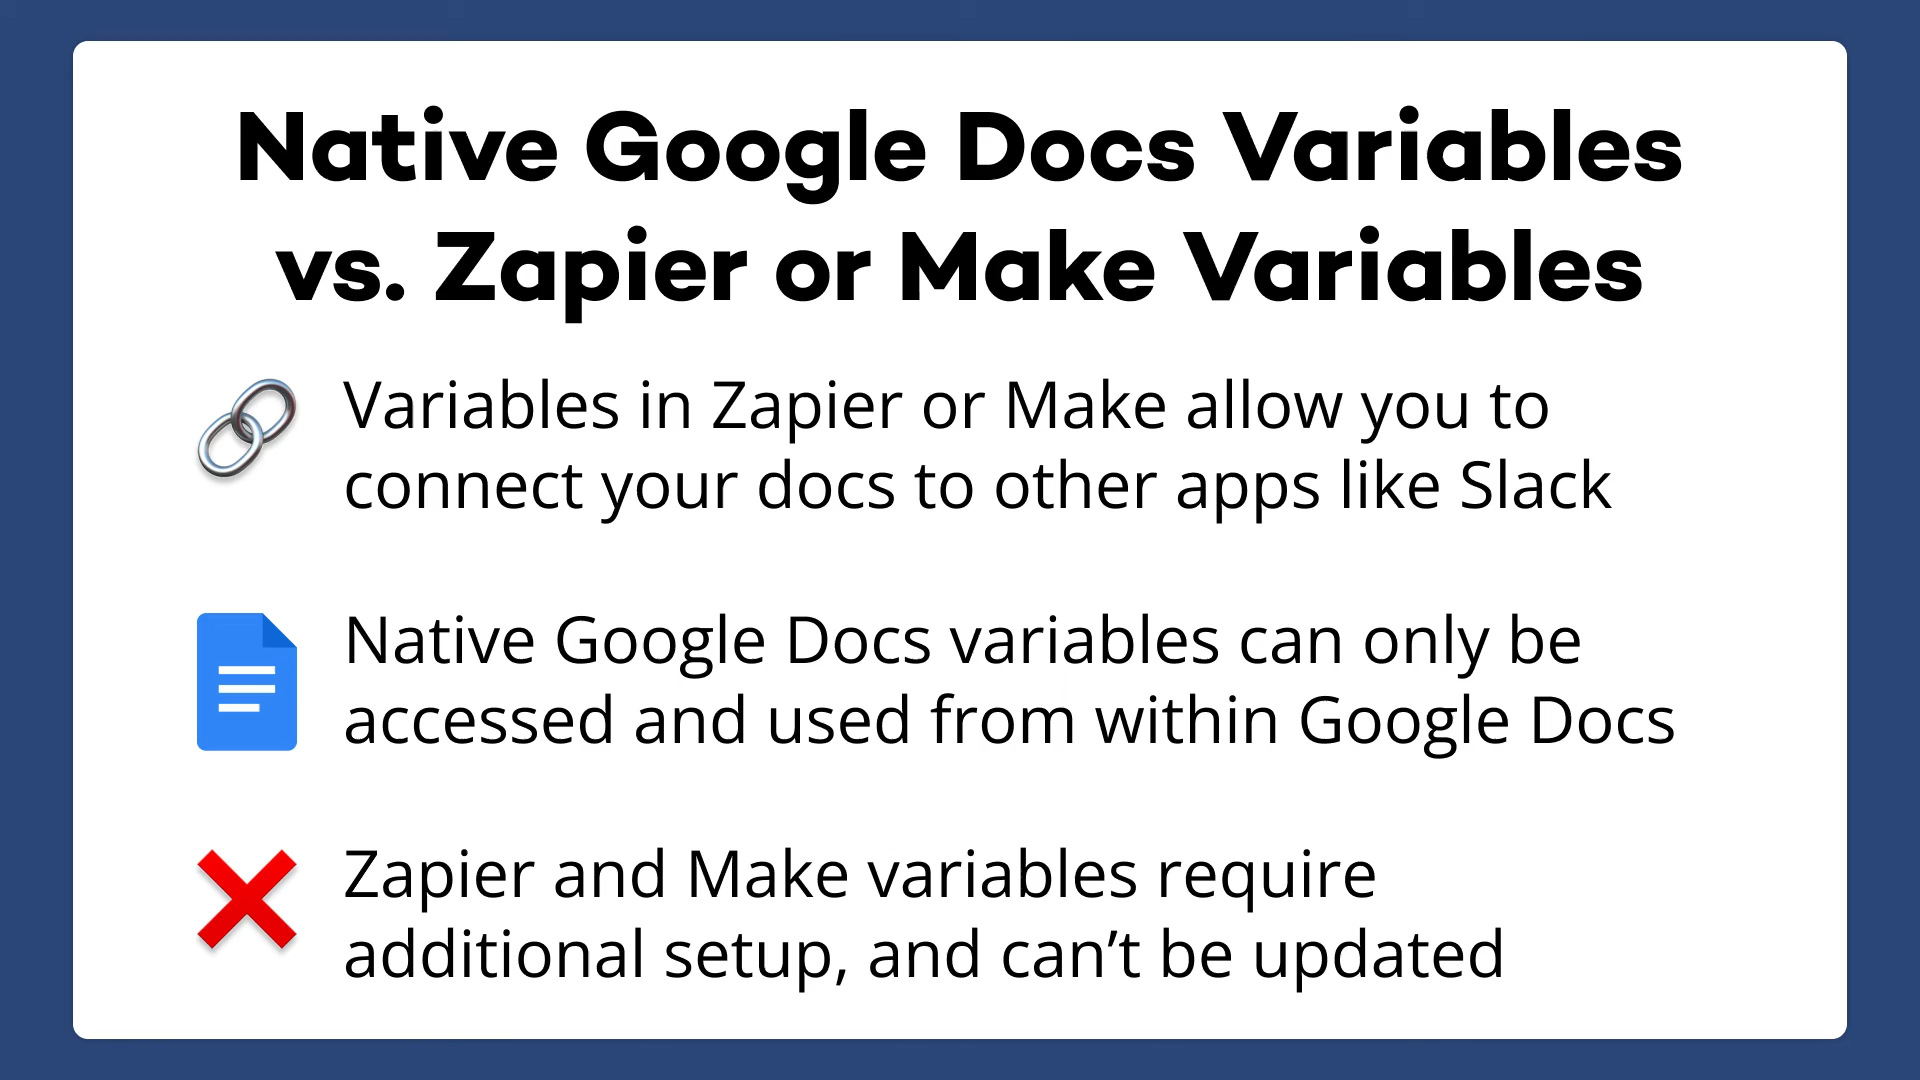 Native Google Docs Variables
vs. Zapier or Make Variables
Variables in Zapier or Make allow you to
connect your docs to other apps like Slack
Native Google Docs variables can only be
accessed and used from within Google Docs
Zapier and Make variables require
additional setup, and can’t be updated